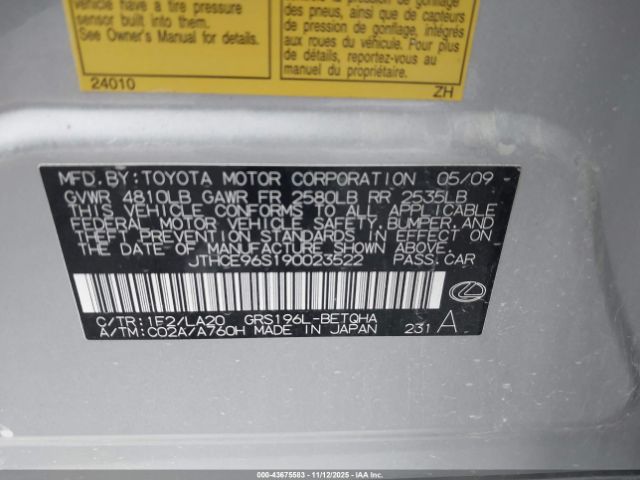 vehicle have a tire pressure
sensor built into them.
See Owner's Manual for details.
24010
de pression de gonflage
des pneus, ainsi que de capteurs
de pression de gonflage, intégrés
aux roues du véhicule. Pour plus
de détails, reportez-vous au
manuel du propriétaire.
ZH
MFD. BY: TOYOTA MOTOR CORPORATION 05/09
GVWR 4810LB GAWR FR 2580LB RR 2535LB
THIS VEHICLE CONFORMS TO ALL APPLICABLE
FEDERAL MOTOR VEHICLE SAFETY, BUMPER, AND
THEFT PREVENTION STANDARDS IN EFFECT ON
THE DATE OF MANUFACTURE SHOWN ABOVE.
JTHCE96S190023522 PASS. CAR
C/TR: 1F2/LA20 GRS196L-BETQHA
A/TM: C02A/A760H MADE IN JAPAN 231 A
000-43675583 - 11/12/2025 - IAAHQCA